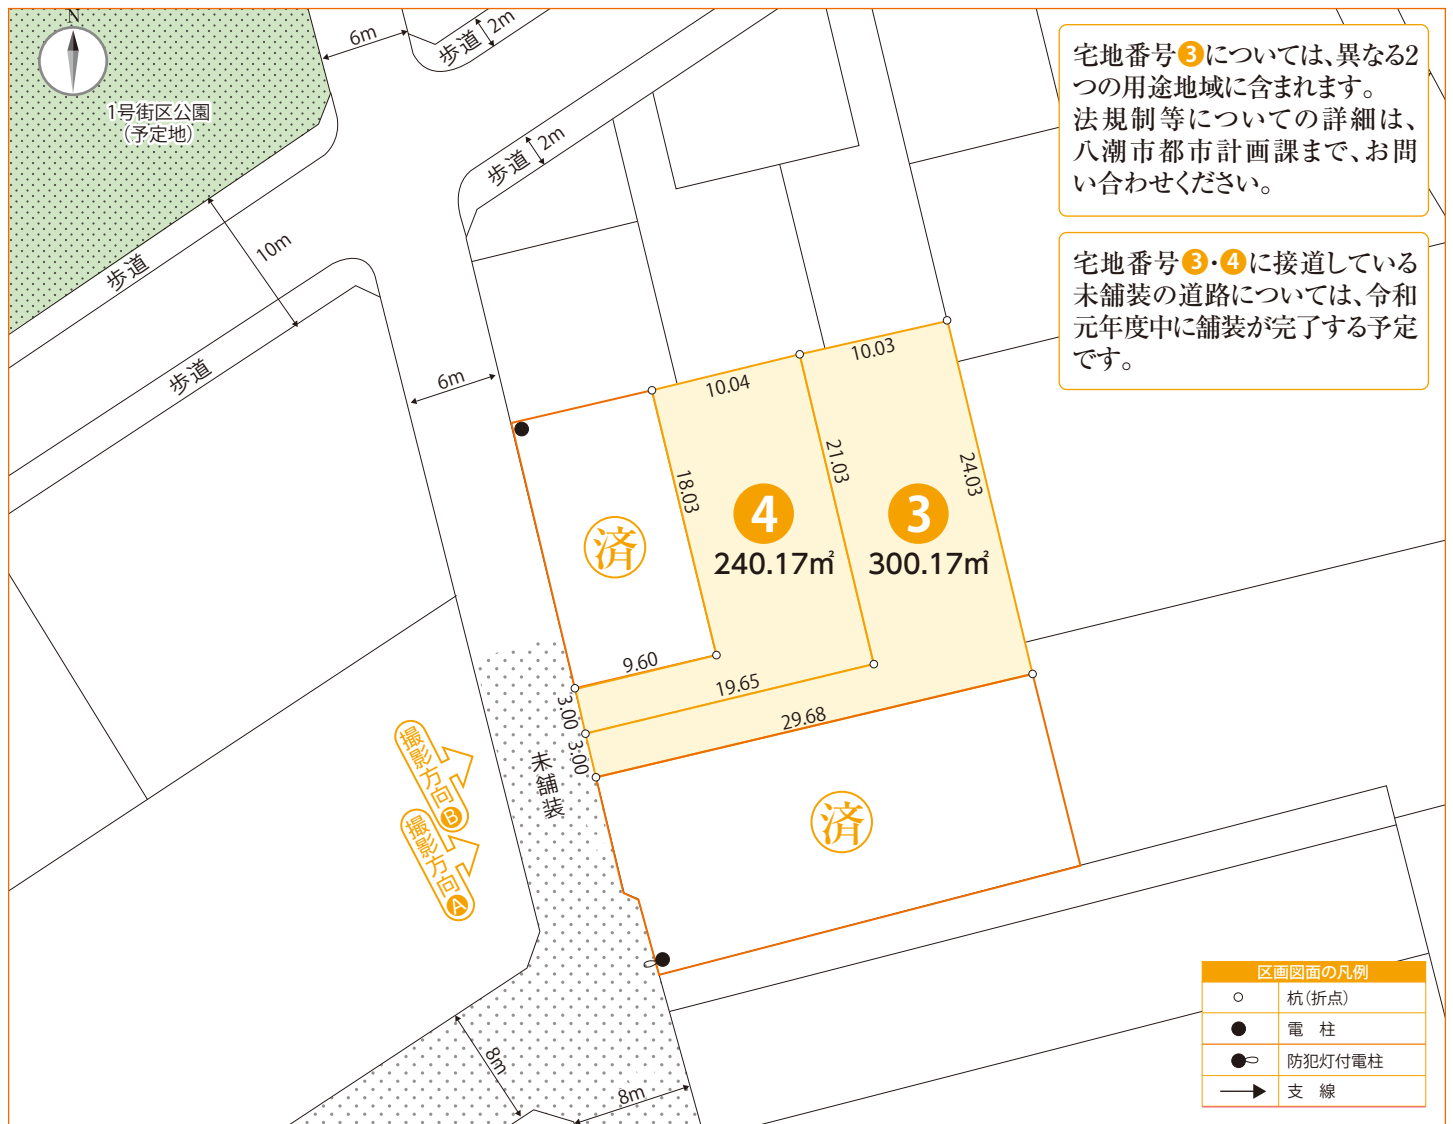 N
1号街区公園
(予定地)
6m
歩道
2m
歩道
2m
10m
歩道
歩道
6m
宅地番号3については、異なる2
つの用途地域に含まれます。
法規制等についての詳細は、
八潮市都市計画課まで、お問
い合わせください。
宅地番号3・4に接道している
未舗装の道路については、令和
元年度中に舗装が完了する予定
です。
10.04
10.03
18.03
21.03
24.03
4
240.17㎡
3
300.17㎡
済
9.60
19.65
29.68
3.00
3.00
未舗装
撮影方向B
撮影方向A
済
8m
8m
区画図面の凡例
杭(折点)
電 柱
防犯灯付電柱
支 線